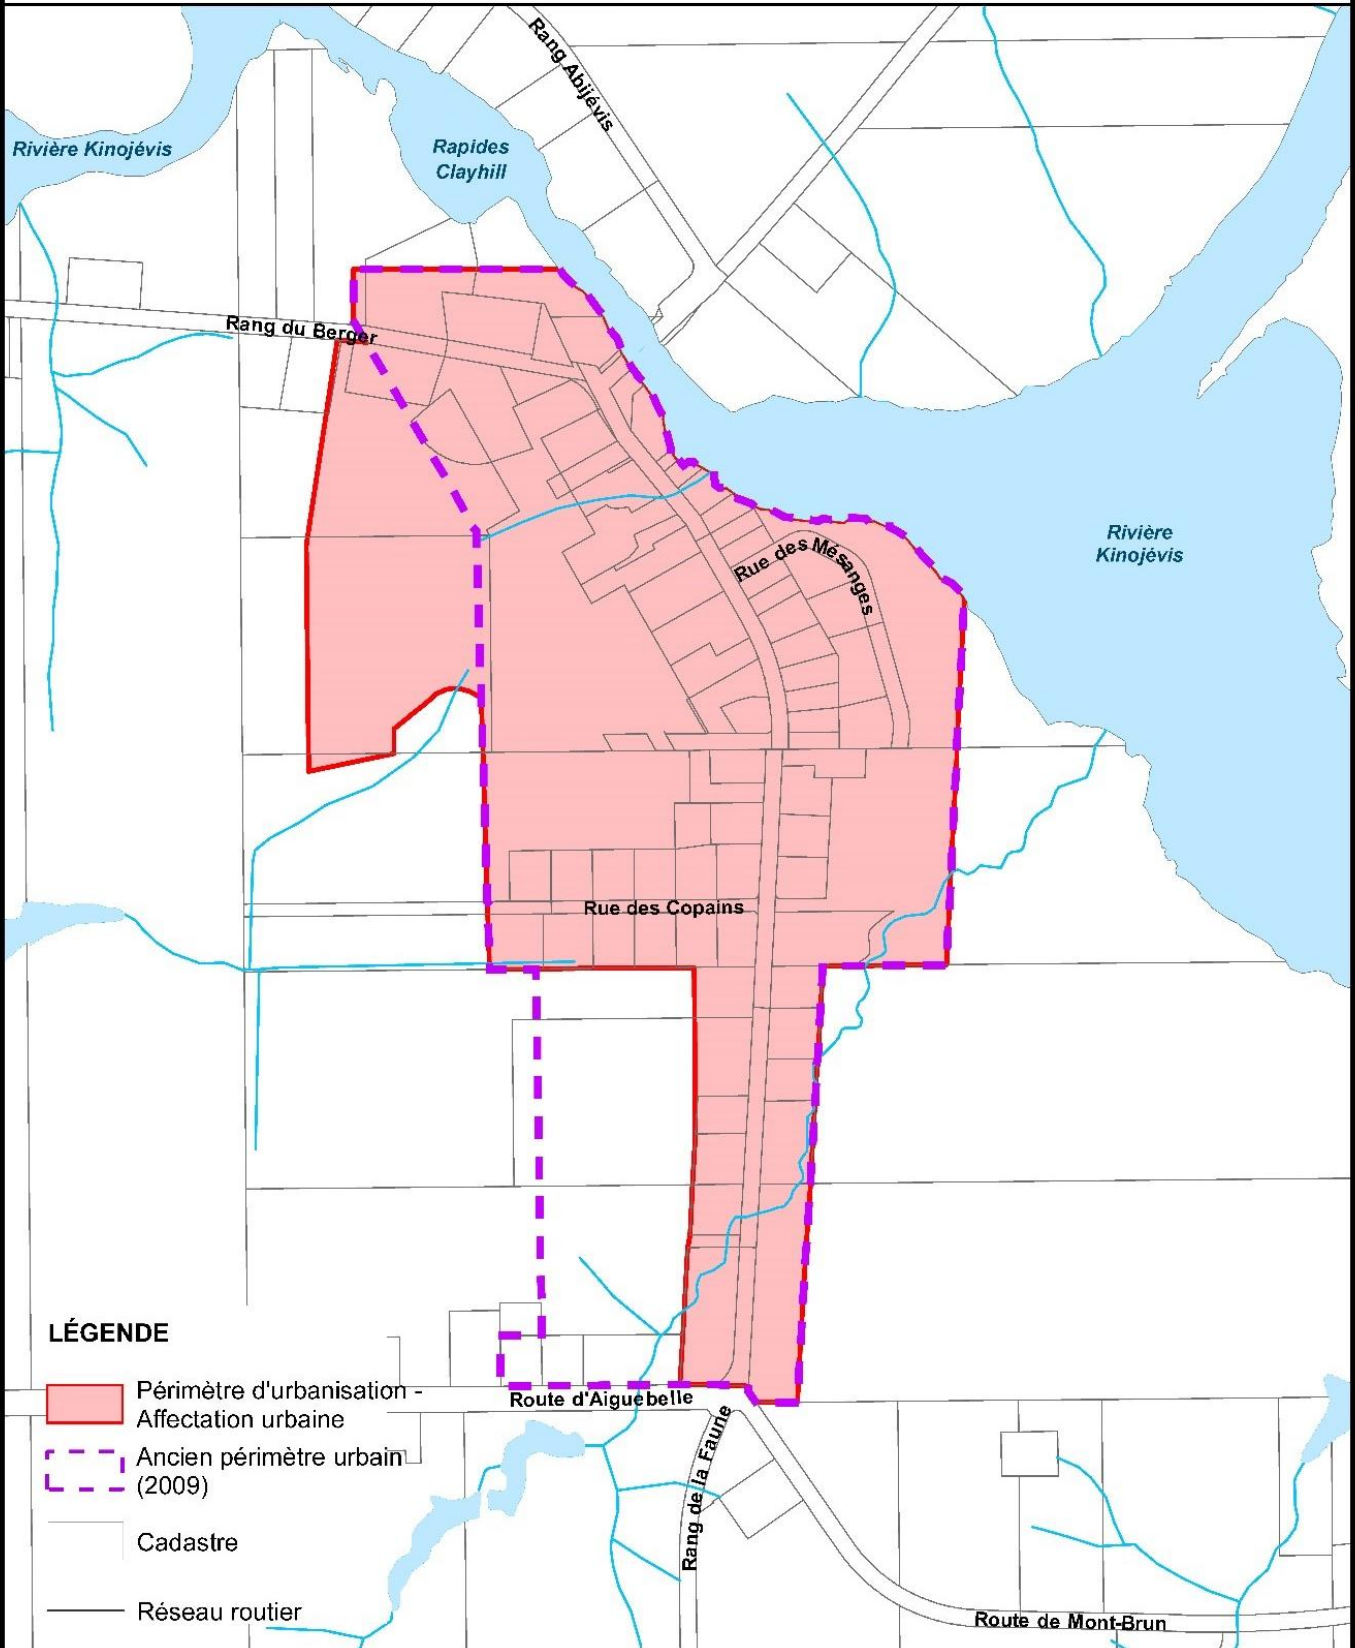 Rang Abijévis
Rivière Kinojévis
Rapides
Clayhill
Rang du Berger
Rivière
Kinojévis
Rue des Mésanges
Rue des Copains
LÉGENDE
Périmètre d'urbanisation -
Affectation urbaine
Ancien périmètre urbain
(2009)
Cadastre
Réseau routier
Route d'Aiguebelle
Rang de la Faune
Route de Mont-Brun